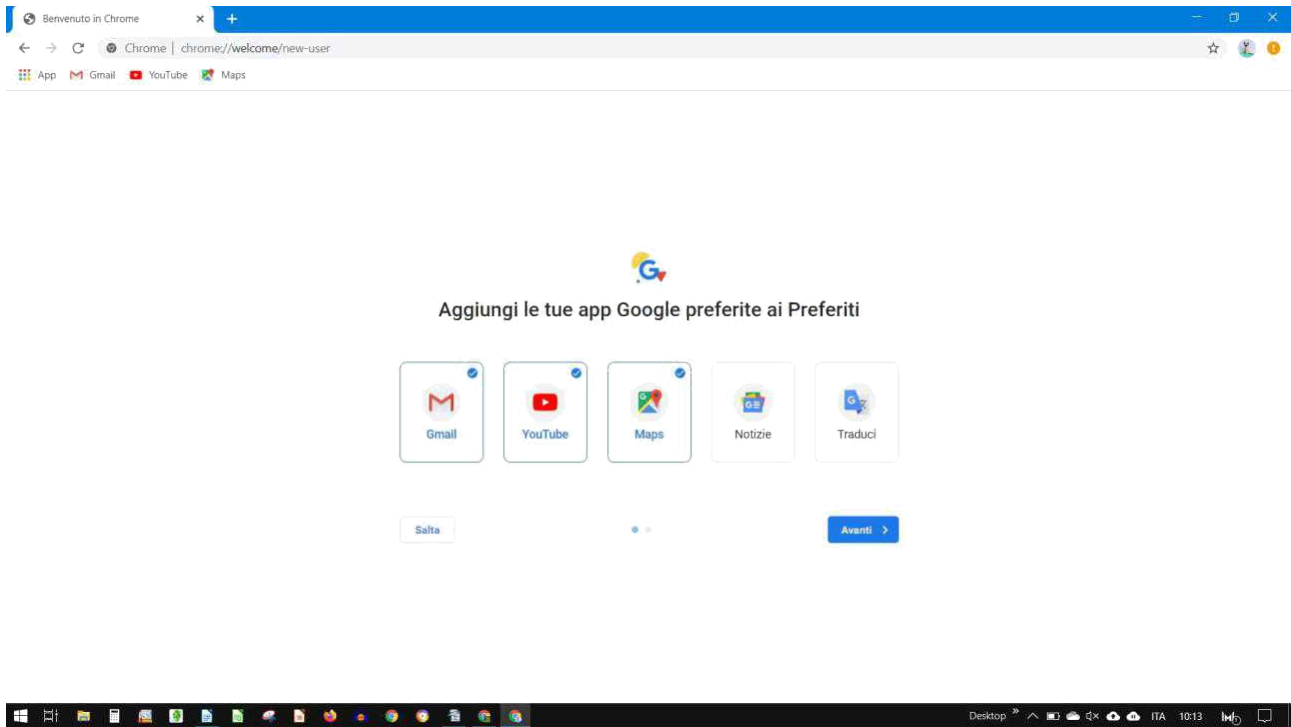 Benvenuto in Chrome
Chrome | chrome://welcome/new-user
App Gmail YouTube Maps
Aggiungi le tue app Google preferite ai Preferiti
Gmail YouTube Maps Notizie Traduci
Salta Avanti
Desktop ITA 10:13